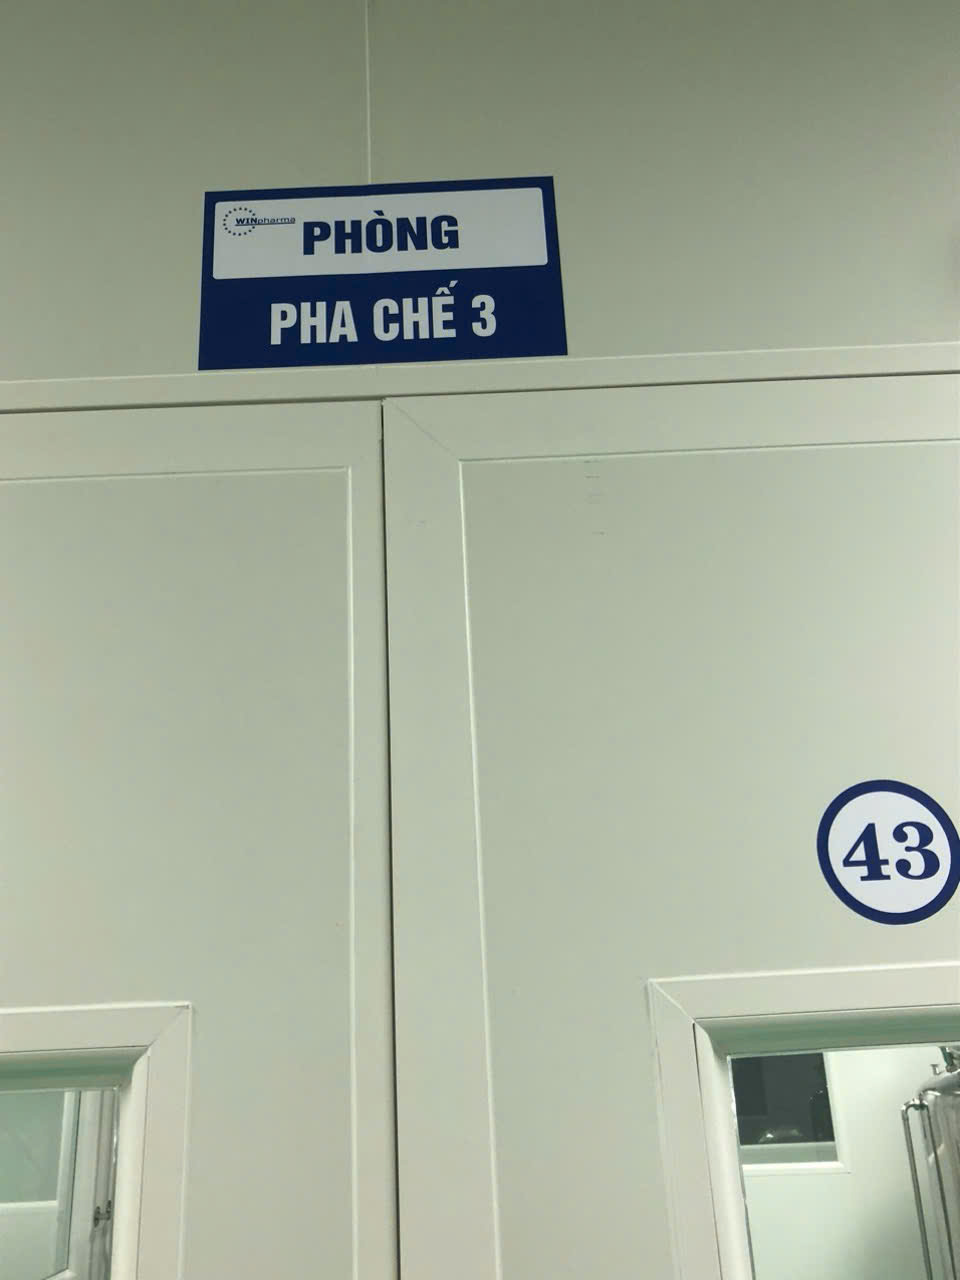 WINpharma
PHÒNG
PHA CHẾ 3
43